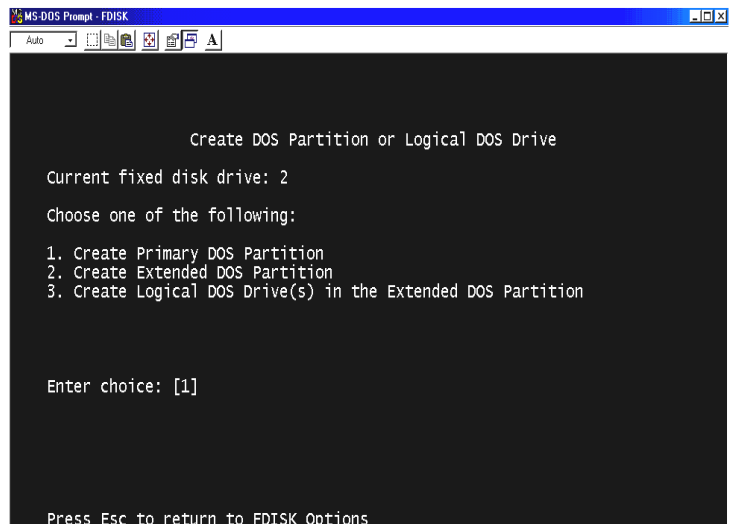 MS-DOS Prompt - FDISK
Auto
A
Create DOS Partition or Logical DOS Drive
Current fixed disk drive: 2
Choose one of the following:
1. Create Primary DOS Partition
2. Create Extended DOS Partition
3. Create Logical DOS Drive(s) in the Extended DOS Partition
Enter choice: [1]
Press Esc to return to FDISK Options